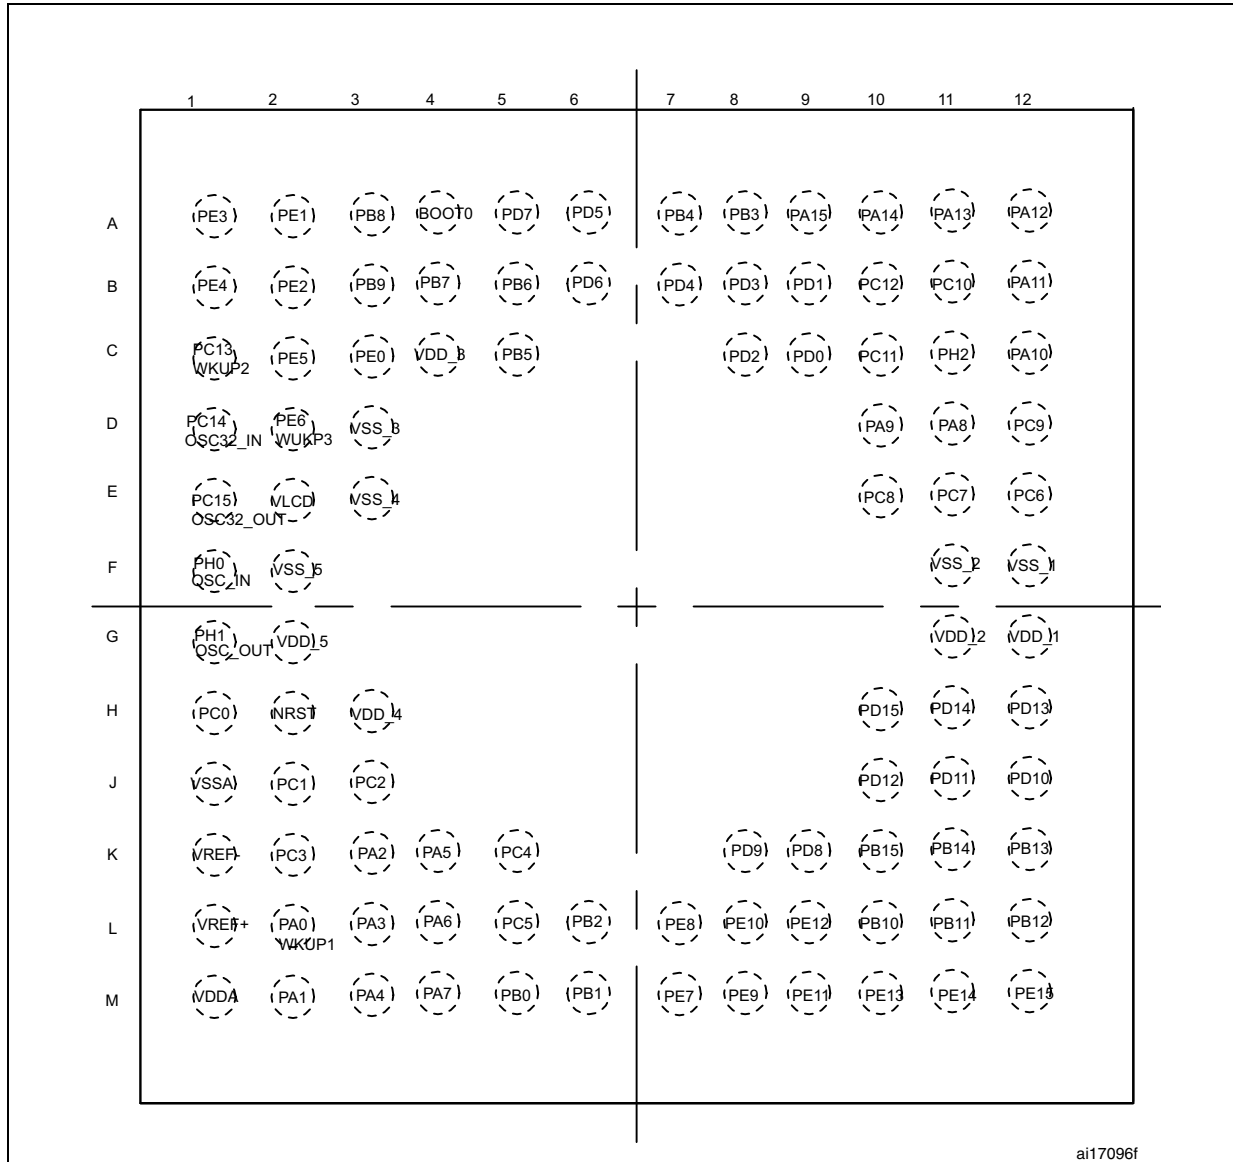 1 2 3 4 5 6 7 8 9 10 11 12
A PE3 PE1 PB8 BOOT0 PD7 PD5 PB4 PB3 PA15 PA14 PA13 PA12
B PE4 PE2 PB9 PB7 PB6 PD6 PD4 PD3 PD1 PC12 PC10 PA11
C PC13 PE5 PE0 VDD_3 PB5 PD2 PD0 PC11 PH2 PA10
WKUP2
D PC14 PE6 VSS_3 PA9 PA8 PC9
OSC32_IN WUKP3
E PC15 VLCD VSS_4 PC8 PC7 PC6
OSC32_OUT
F PH0 VSS_5 VSS_2 VSS_1
OSC_IN
G PH1 VDD_5 VDD_2 VDD_1
OSC_OUT
H PC0 NRST VDD_4 PD15 PD14 PD13
J VSSA PC1 PC2 PD12 PD11 PD10
K VREF- PC3 PA2 PA5 PC4 PD9 PD8 PB15 PB14 PB13
L VREF+ PA0 PA3 PA6 PC5 PB2 PE8 PE10 PE12 PB10 PB11 PB12
WKUP1
M VDDA PA1 PA4 PA7 PB0 PB1 PE7 PE9 PE11 PE13 PE14 PE15
ai17096f